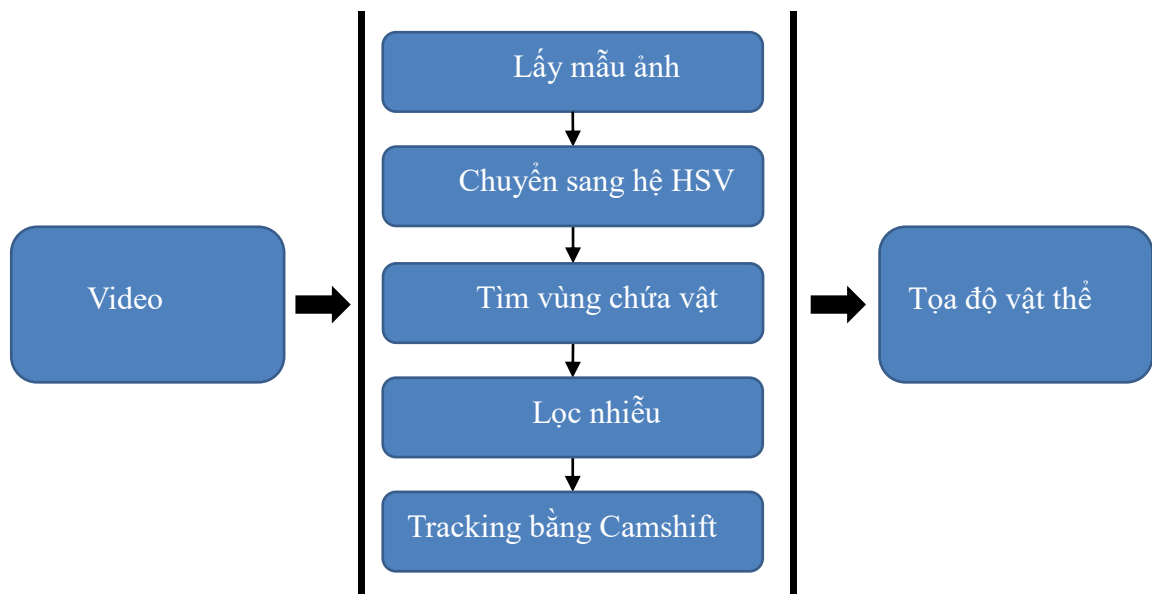 Video
Lấy mẫu ảnh
Chuyển sang hệ HSV
Tìm vùng chứa vật
Lọc nhiễu
Tracking bằng Camshift
Tọa độ vật thể